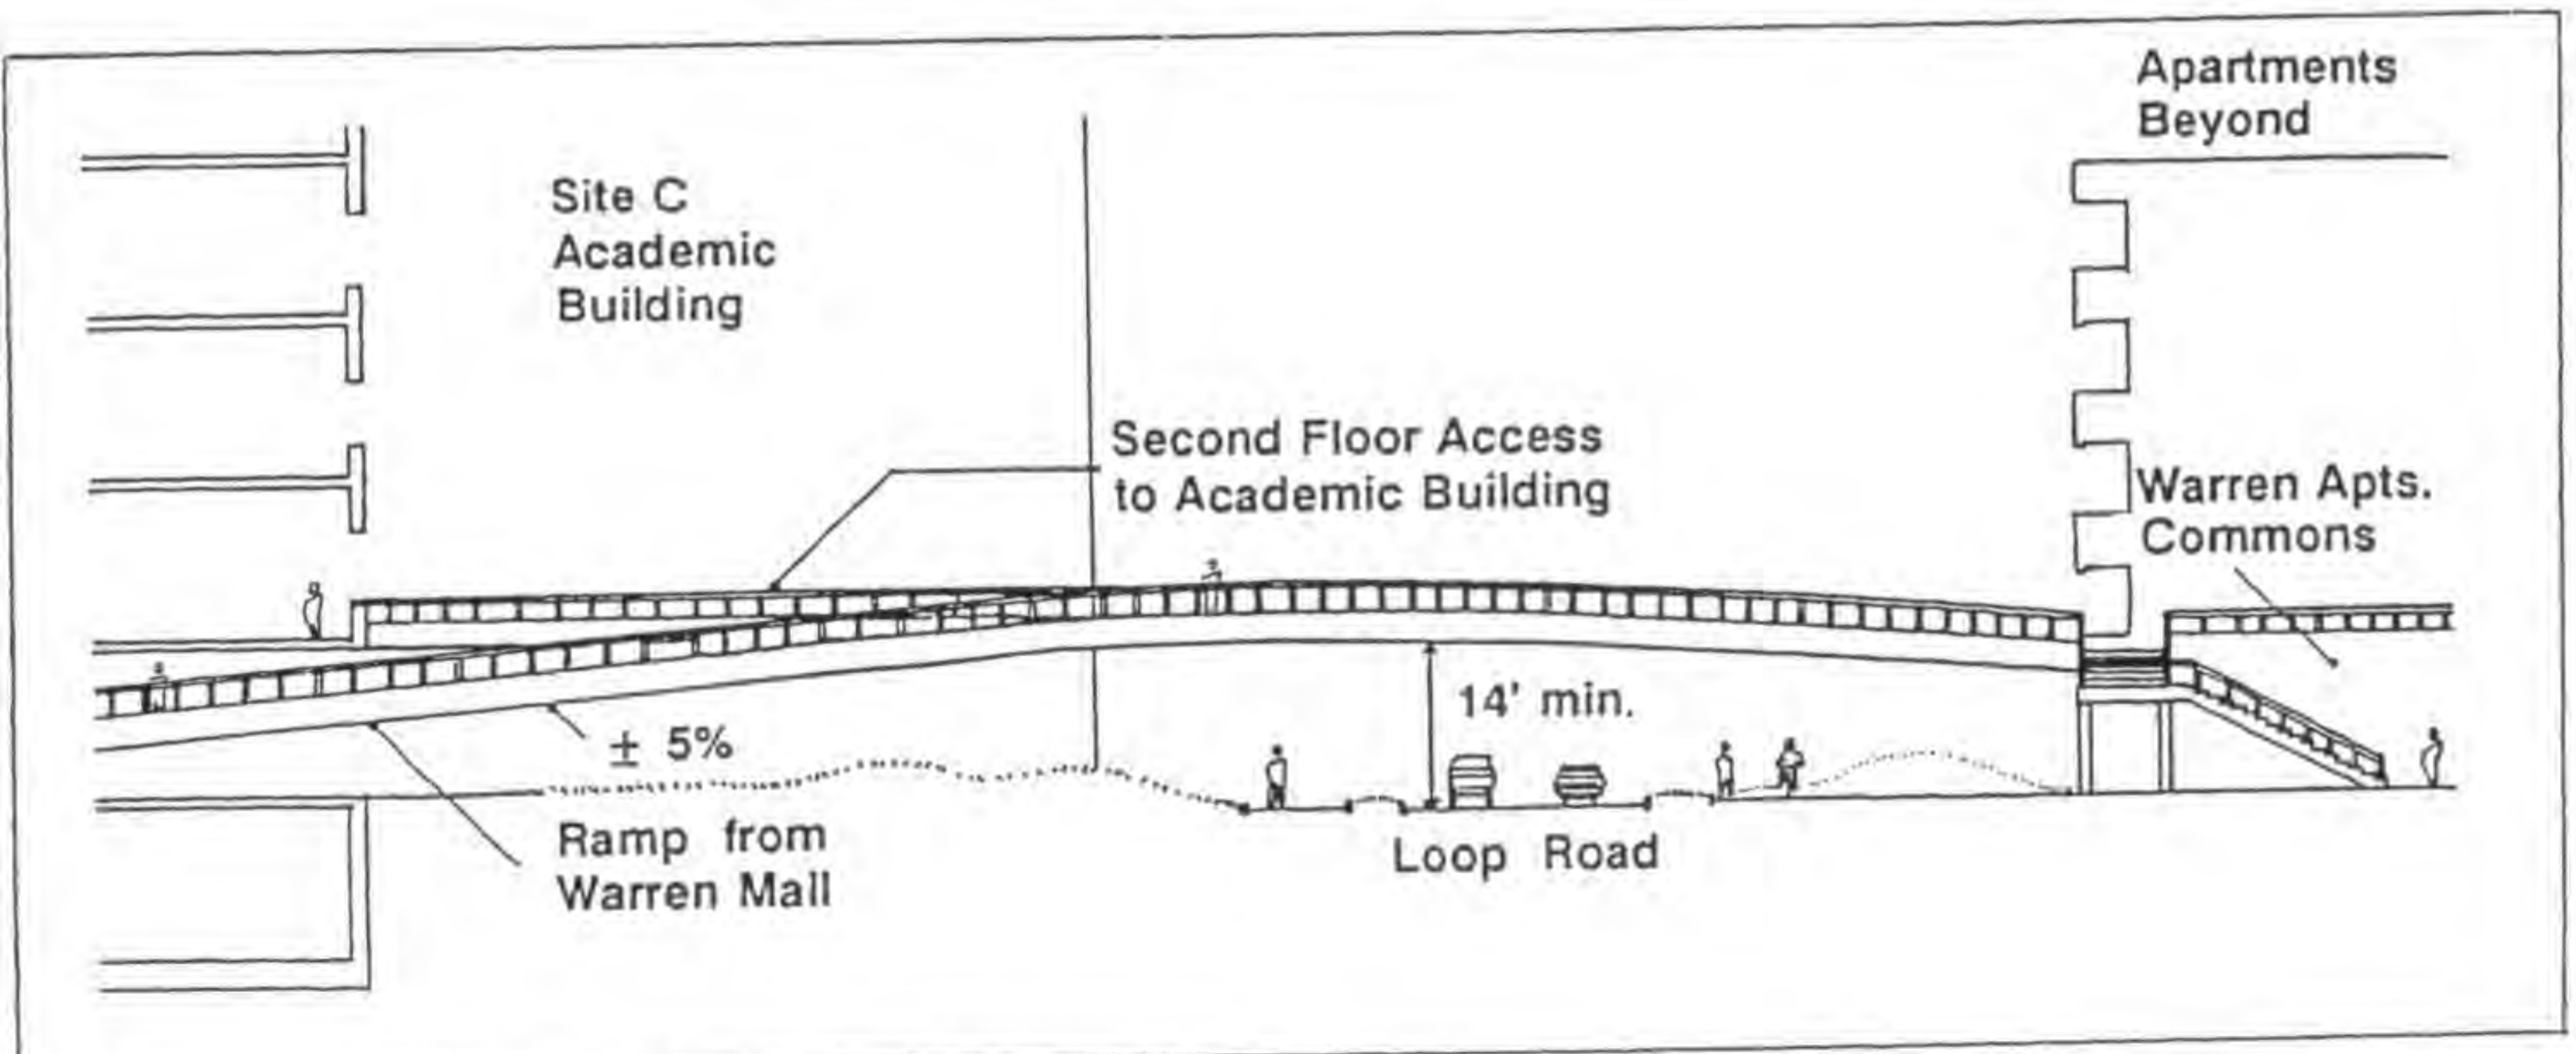 Apartments
Beyond
Site C
Academic
Building
Second Floor Access
to Academic Building
Warren Apts.
Commons
14' min.
± 5%
Ramp from
Warren Mall
Loop Road